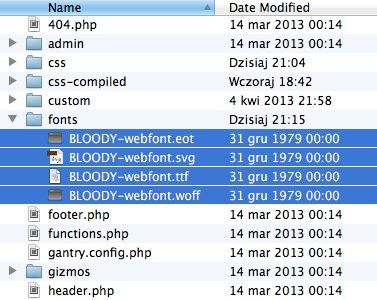 Name Date Modified
404.php 14 mar 2013 00:14
admin 14 mar 2013 00:14
css Dzisiaj 21:04
css-compiled Wczoraj 18:42
custom 4 kwi 2013 21:58
fonts Dzisiaj 21:15
BLOODY-webfont.eot 31 gru 1979 00:00
BLOODY-webfont.svg 31 gru 1979 00:00
BLOODY-webfont.ttf 31 gru 1979 00:00
BLOODY-webfont.woff 31 gru 1979 00:00
footer.php 14 mar 2013 00:14
functions.php 14 mar 2013 00:14
gantry.config.php 14 mar 2013 00:14
gizmos 14 mar 2013 00:14
header.php 14 mar 2013 00:14